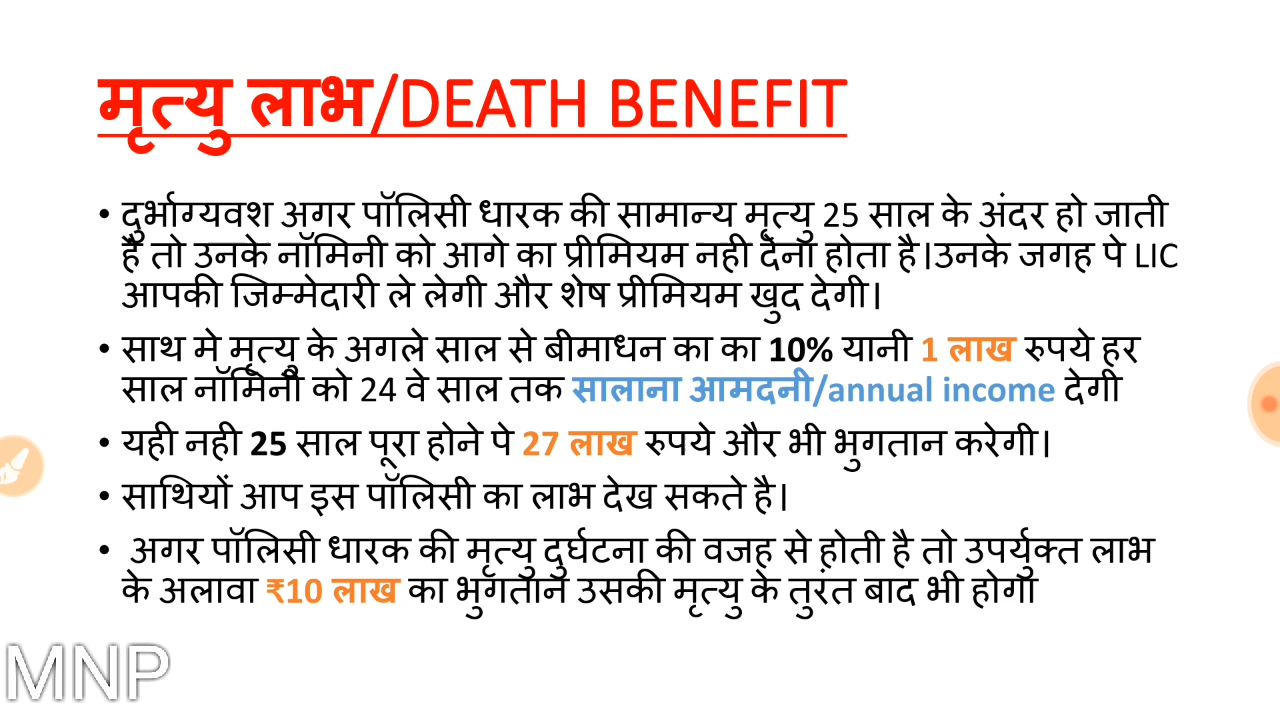 मृत्यु लाभ/DEATH BENEFIT
• दुर्भाग्यवश अगर पॉलिसी धारक की सामान्य मृत्यु 25 साल के अंदर हो जाती
है तो उनके नॉमिनी को आगे का प्रीमियम नही देना होता है।उनके जगह पे LIC
आपकी जिम्मेदारी ले लेगी और शेष प्रीमियम खुद देगी।
• साथ मे मृत्यु के अगले साल से बीमाधन का का 10% यानी 1 लाख रुपये हर
साल नॉमिनी को 24 वे साल तक सालाना आमदनी/annual income देगी
• यही नही 25 साल पूरा होने पे 27 लाख रुपये और भी भुगतान करेगी।
• साथियों आप इस पॉलिसी का लाभ देख सकते है।
• अगर पॉलिसी धारक की मृत्यु दुर्घटना की वजह से होती है तो उपर्युक्त लाभ
के अलावा ₹10 लाख का भुगतान उसकी मृत्यु के तुरंत बाद भी होगा
MNP